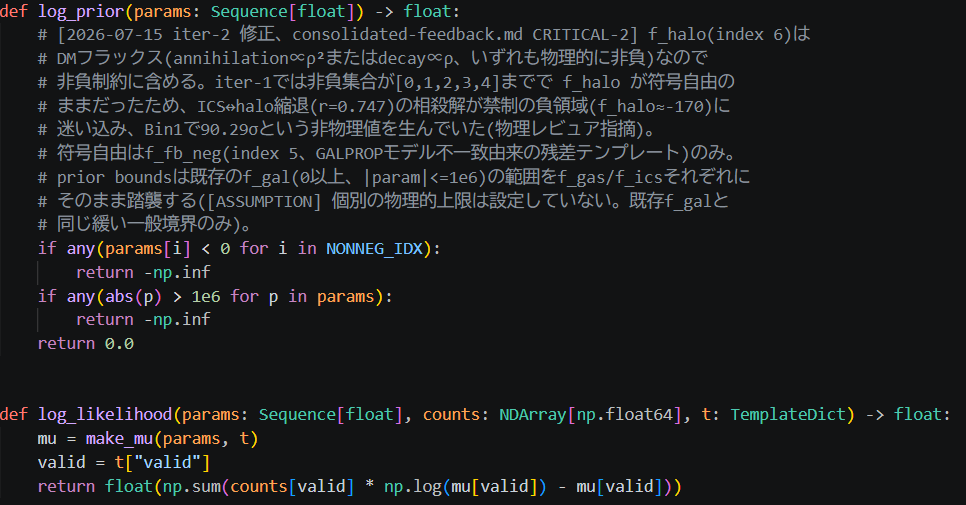 def log_prior(params: Sequence[float]) -> float:
    # [2026-07-15 iter-2 修正、consolidated-feedback.md CRITICAL-2] f_halo(index 6)は
    # DMフラックス(annihilation∝ρ²またはdecay∝ρ、いずれも物理的に非負)なので
    # 非負制約に含める。iter-1では非負集合が[0,1,2,3,4]までで f_halo が符号自由の
    # ままだったため、ICS↔halo縮退(r=0.747)の相殺解が禁制の負領域(f_halo≈-170)に
    # 迷い込み、Bin1で90.29σという非物理値を生んでいた(物理レビュア指摘)。
    # 符号自由はf_fb_neg(index 5、GALPROPモデル不一致由来の残差テンプレート)のみ。
    # prior boundsは既存のf_gal(0以上、|param|<=1e6)の範囲をf_gas/f_icsそれぞれに
    # そのまま踏襲する([ASSUMPTION] 個別の物理的上限は設定していない。既存f_galと
    # 同じ緩い一般境界のみ)。
    if any(params[i] < 0 for i in NONNEG_IDX):
        return -np.inf
    if any(abs(p) > 1e6 for p in params):
        return -np.inf
    return 0.0
def log_likelihood(params: Sequence[float], counts: NDArray[np.float64], t: TemplateDict) -> float:
    mu = make_mu(params, t)
    valid = t["valid"]
    return float(np.sum(counts[valid] * np.log(mu[valid]) - mu[valid]))